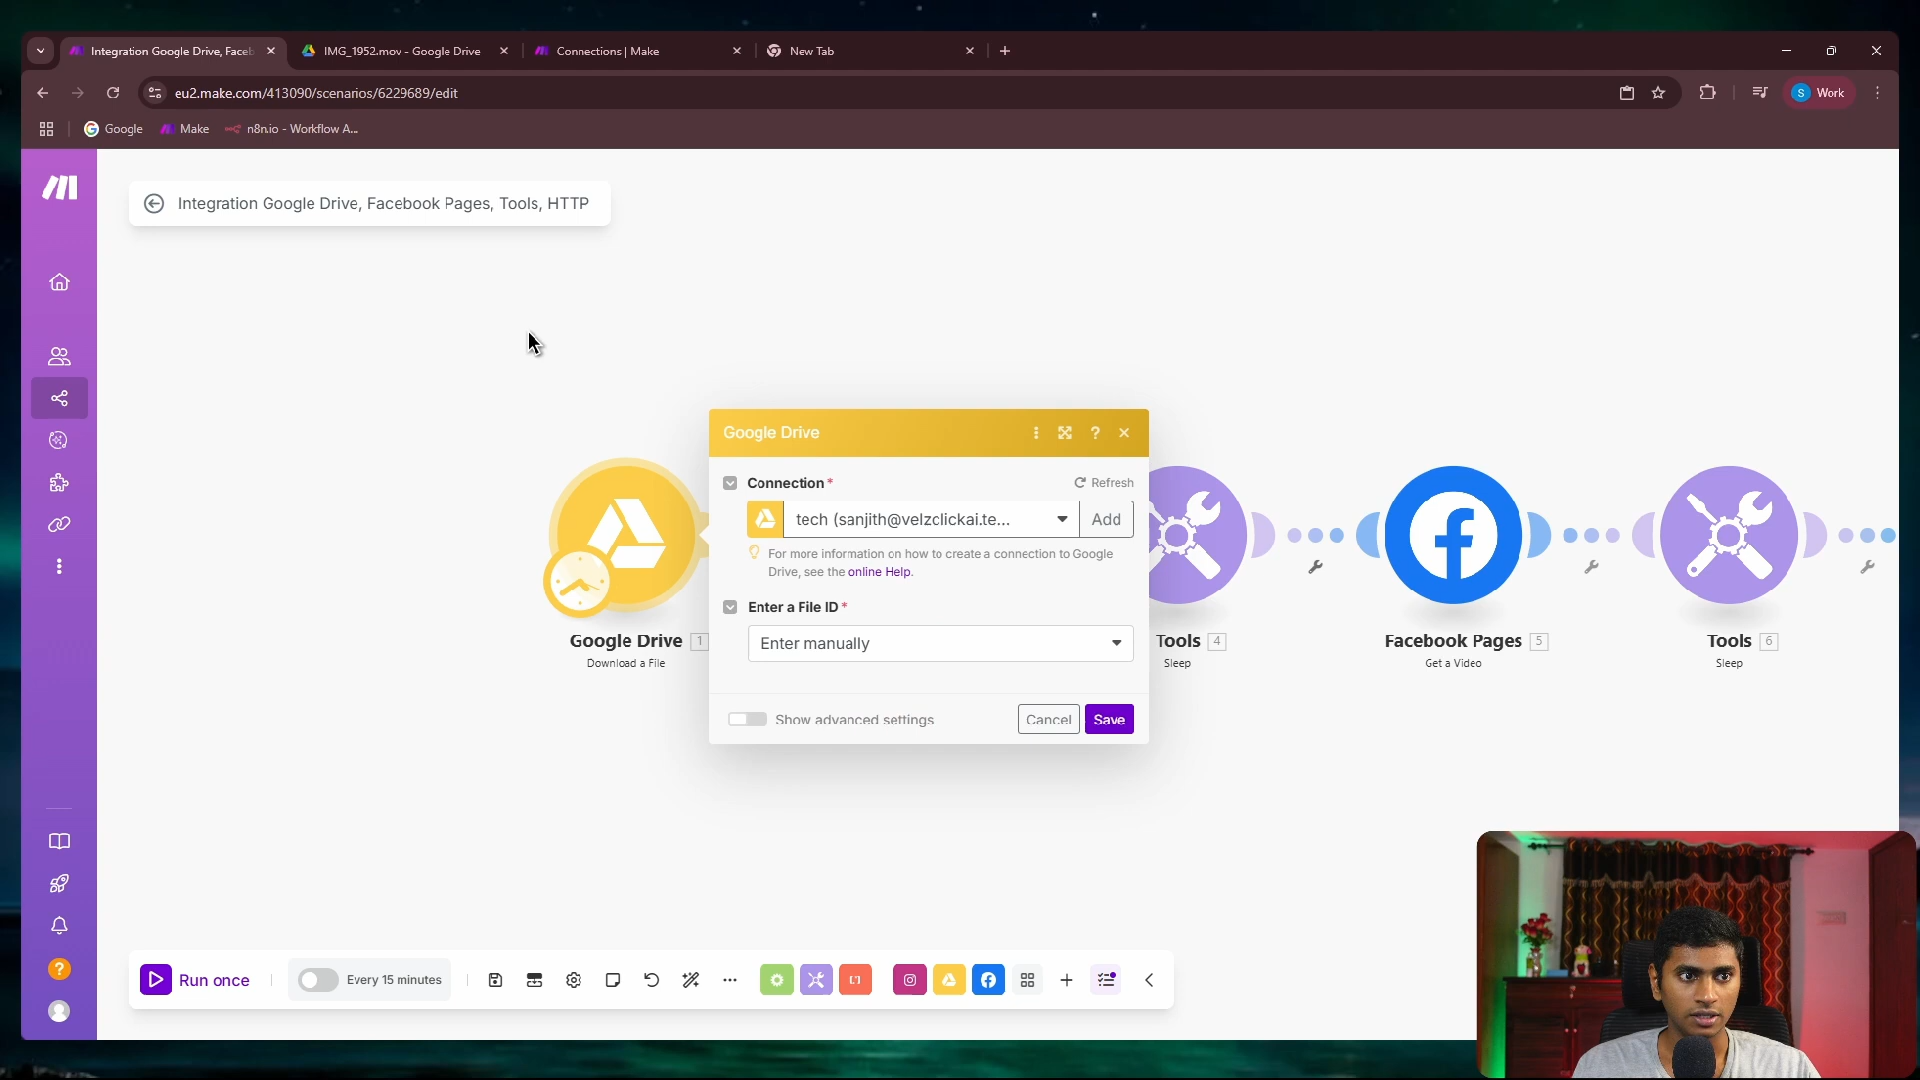 Integration Google Drive, Faceb
IMG_1952.mov - Google Drive
Connections | Make
New Tab
eu2.make.com/413090/scenarios/6229689/edit
S Work
Google
Make
n8n.io - Workflow A...
Integration Google Drive, Facebook Pages, Tools, HTTP
Google Drive
?
Connection*
Refresh
tech (sanjith@velzclickai.te...
Add
For more information on how to create a connection to Google
Drive, see the online Help.
Enter a File ID*
Enter manually
Show advanced settings
Cancel
Save
Google Drive 1
Download a File
Tools 4
Sleep
Facebook Pages 5
Get a Video
Tools 6
Sleep
?
Run once
Every 15 minutes